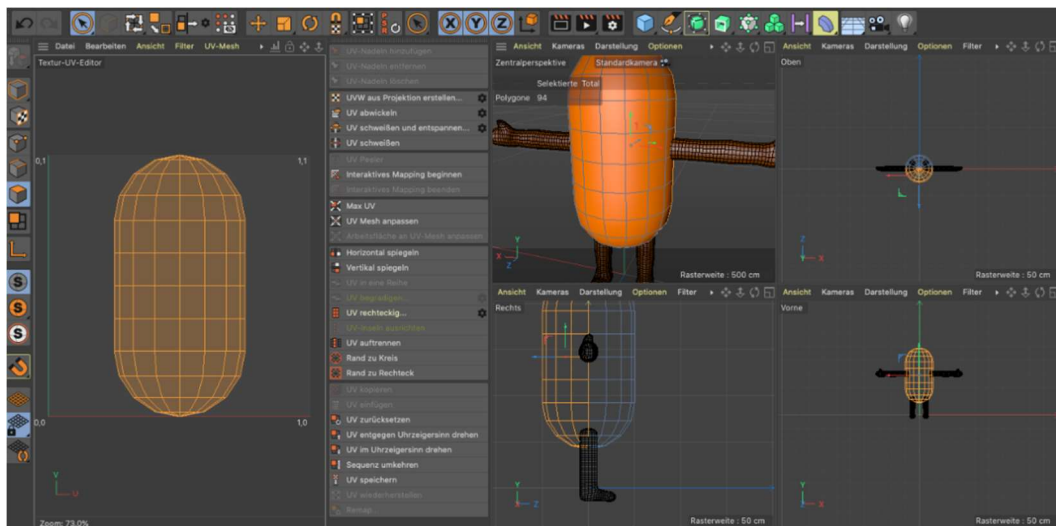 Datei Bearbeiten Ansicht Filter UV-Mesh
Textur-UV-Editor
0,1 1,1
0,0 1,0
Y
U
Zoom: 73.0%
UV-Nadeln hinzufügen
UV-Nadeln entfernen
UV-Nadeln löschen
UVW aus Projektion erstellen...
UV abwickeln
UV schweißen und entspannen...
UV schweißen
UV Peeler
Interaktives Mapping beginnen
Interaktives Mapping beenden
Max UV
UV Mesh anpassen
Arbeitsfläche an UV-Mesh anpassen
Horizontal spiegeln
Vertikal spiegeln
UV in eine Reihe
UV begradigen...
UV rechteckig...
UV-Inseln ausrichten
UV auftrennen
Rand zu Kreis
Rand zu Rechteck
UV kopieren
UV einfügen
UV zurücksetzen
UV entgegen Uhrzeigersinn drehen
UV im Uhrzeigersinn drehen
Sequenz umkehren
UV speichern
UV wiederherstellen
Remap...
Ansicht Kameras Darstellung Optionen
Zentralperspektive Standardkamera
Selektierte Total
Polygone 94
Y
X
Z
Rasterweite : 500 cm
Ansicht Kameras Darstellung Optionen
Oben
Z
Y X
Rasterweite : 50 cm
Ansicht Kameras Darstellung Optionen Filter
Rechts
Y
X Z
Rasterweite : 50 cm
Ansicht Kameras Darstellung Optionen Filter
Vorne
Y
Z X
Rasterweite : 50 cm
PSR
0
X Y Z
S
S
S